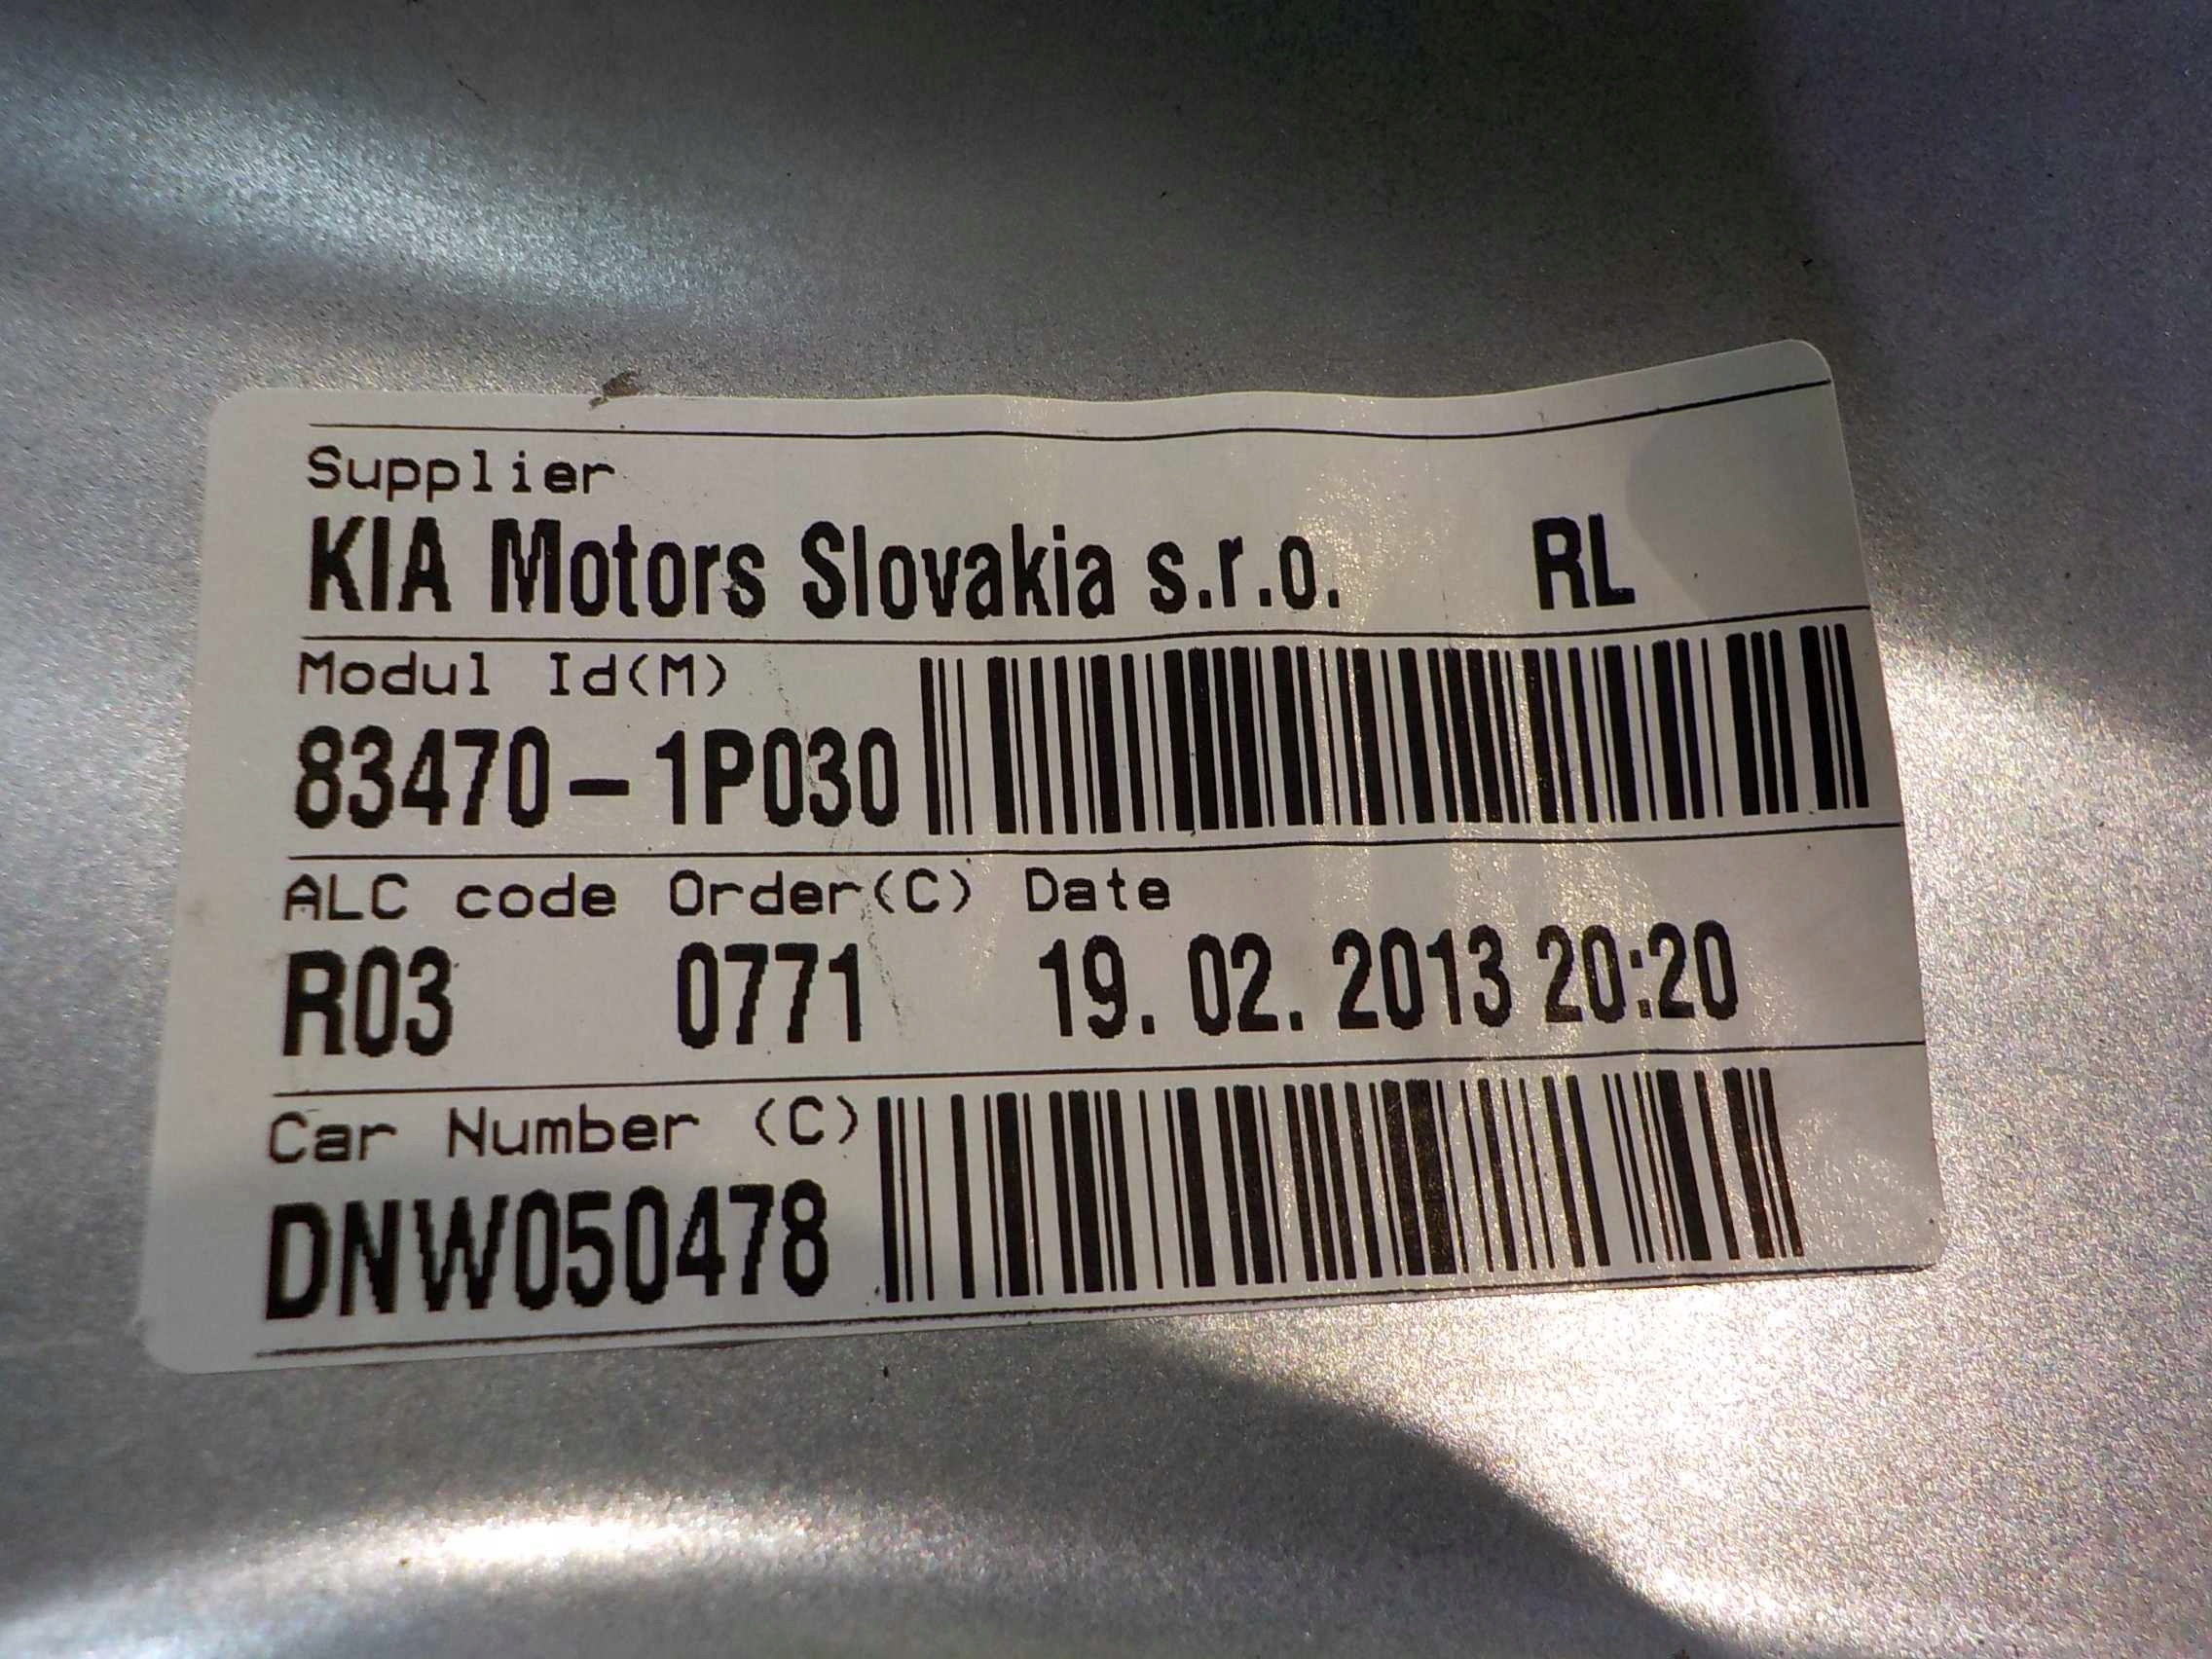 Supplier
KIA Motors Slovakia s.r.o. RL
Modul Id(M)
83470-1P030
ALC code Order(C) Date
R03 0771 19. 02. 2013 20:20
Car Number (C)
DNW050478